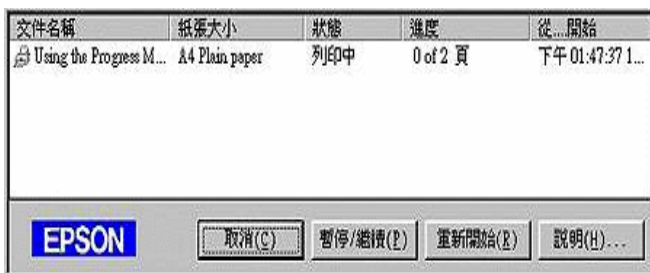 文件名稱 紙張大小 狀態 進度 從...開始
Using the Progress M... A4 Plain paper 列印中 0 of 2 頁 下午 01:47:37 1...
EPSON 取消(C) 暫停/繼續(P) 重新開始(R) 說明(H)...